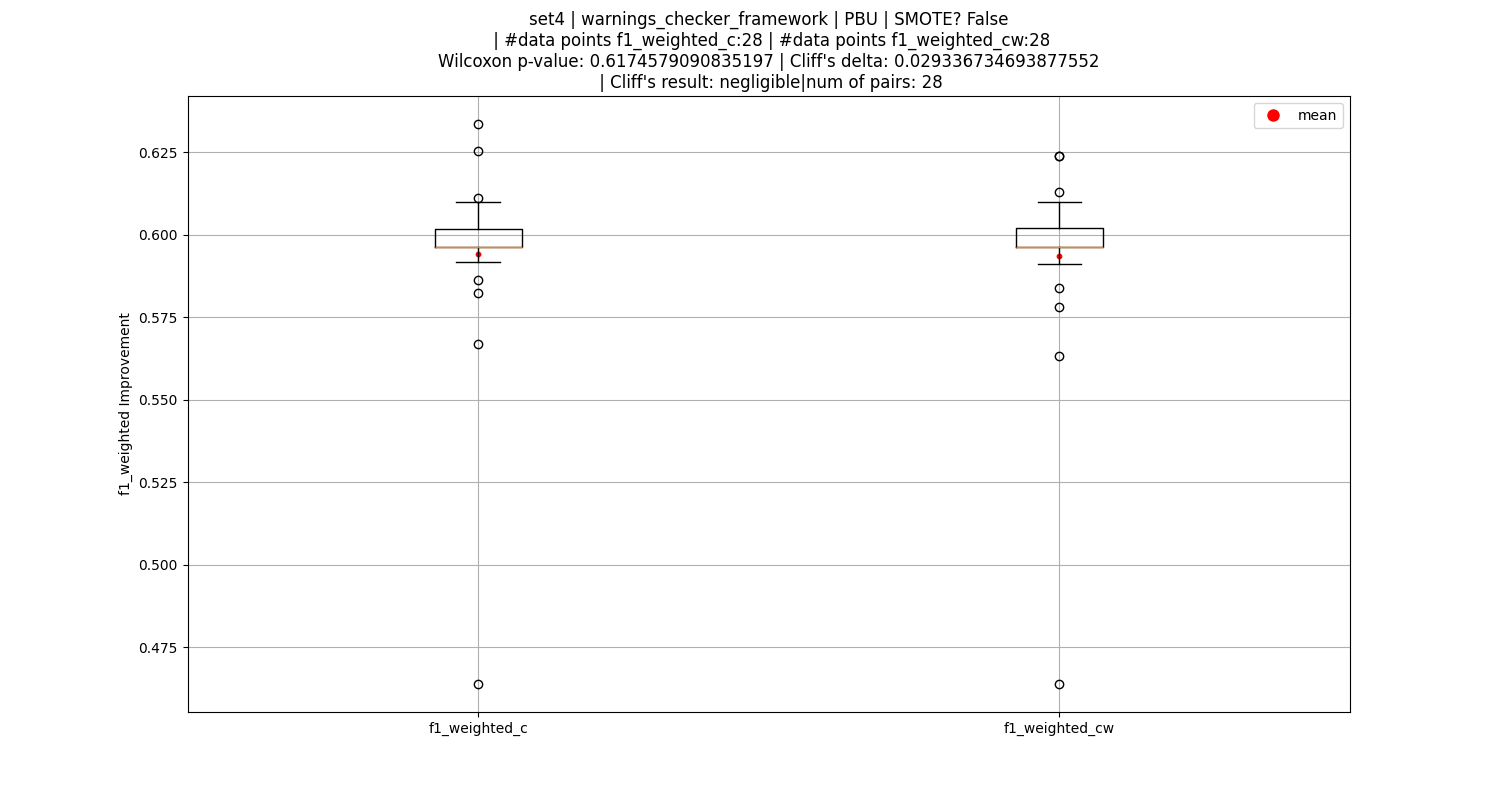 set4 | warnings_checker_framework | PBU | SMOTE? False
| #data points f1_weighted_c:28 | #data points f1_weighted_cw:28
Wilcoxon p-value: 0.6174579090835197 | Cliff's delta: 0.029336734693877552
| Cliff's result: negligible|num of pairs: 28
mean
0.625
0.600
0.575
0.550
0.525
0.500
0.475
f1_weighted Improvement
f1_weighted_c
f1_weighted_cw